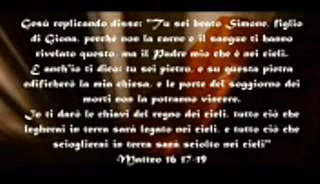 Gesù replicando disse: "Tu sei beato Simone, figlio
di Giona, perché non la carne e il sangue ti hanno
rivelato questo, ma il Padre mio che è nei cieli.
E anch'io ti dico: tu sei pietro, e su questa pietra
edificherò la mia chiesa, e le porte del soggiorno dei
morti non la potranno vincere.
Io ti darò le chiavi del regno dei cieli, tutto ciò che
legherai in terra sarà legato nei cieli, e tutto ciò che
scioglierai in terra sarà sciolto nei cieli"
Matteo 16 17-19